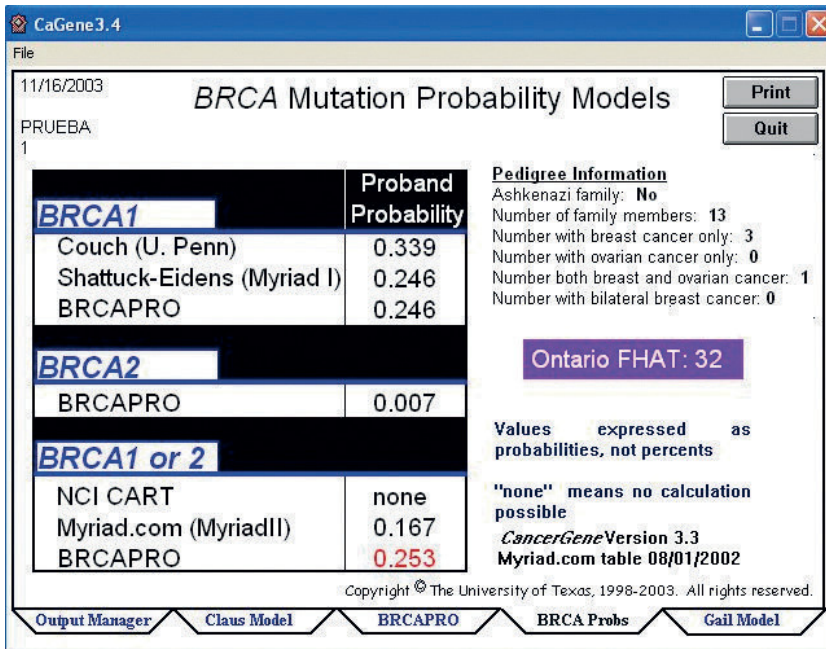 CaGene3.4
File
11/16/2003
BRCA Mutation Probability Models
Print
Quit
PRUEBA
1
Proband
Probability
BRCA1
Couch (U. Penn) 0.339
Shattuck-Eidens (Myriad I) 0.246
BRCAPRO 0.246
BRCA2
BRCAPRO 0.007
BRCA1 or 2
NCI CART none
Myriad.com (MyriadII) 0.167
BRCAPRO 0.253
Pedigree Information
Ashkenazi family: No
Number of family members: 13
Number with breast cancer only: 3
Number with ovarian cancer only: 0
Number both breast and ovarian cancer: 1
Number with bilateral breast cancer: 0
Ontario FHAT: 32
Values expressed as
probabilities, not percents
"none" means no calculation
possible
CancerGene Version 3.3
Myriad.com table 08/01/2002
Copyright © The University of Texas, 1998-2003. All rights reserved.
Output Manager
Claus Model
BRCAPRO
BRCA Probs
Gail Model